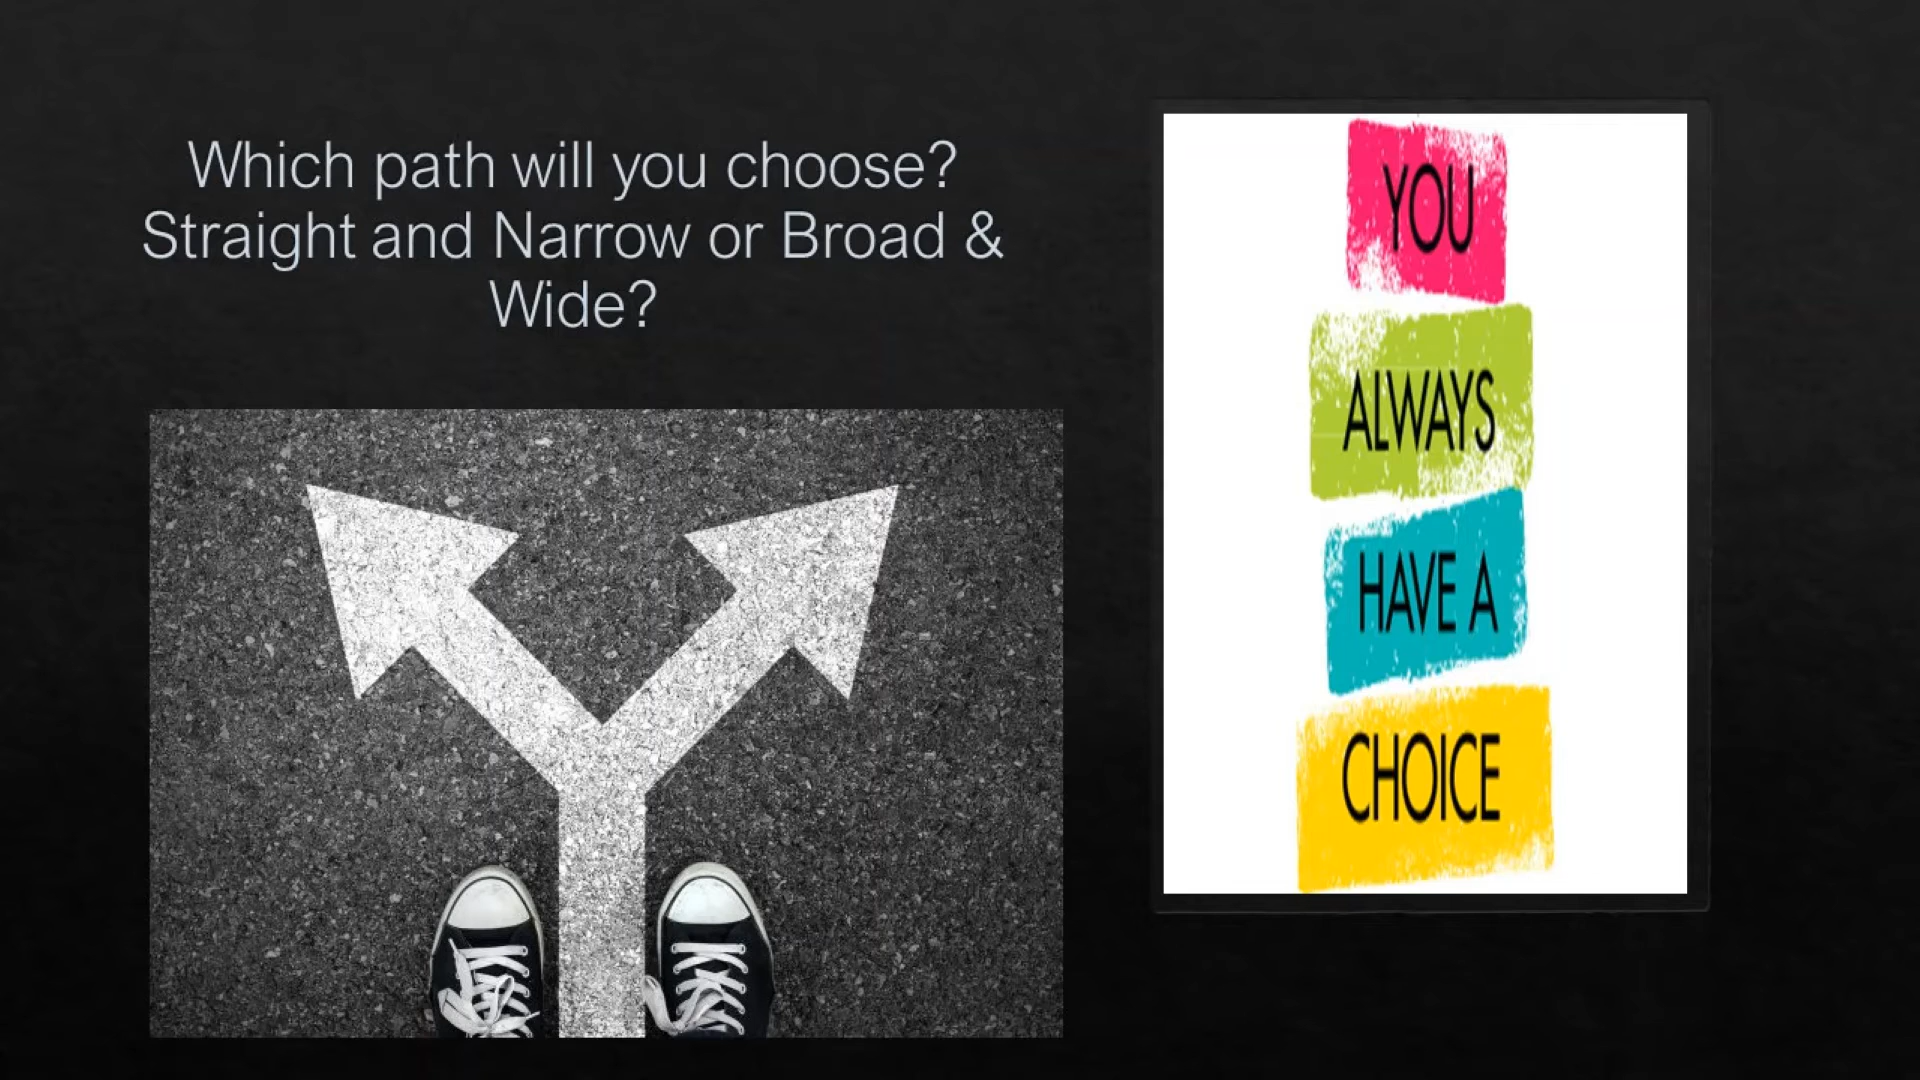 Which path will you choose?
Straight and Narrow or Broad &
Wide?
YOU
ALWAYS
HAVE A
CHOICE